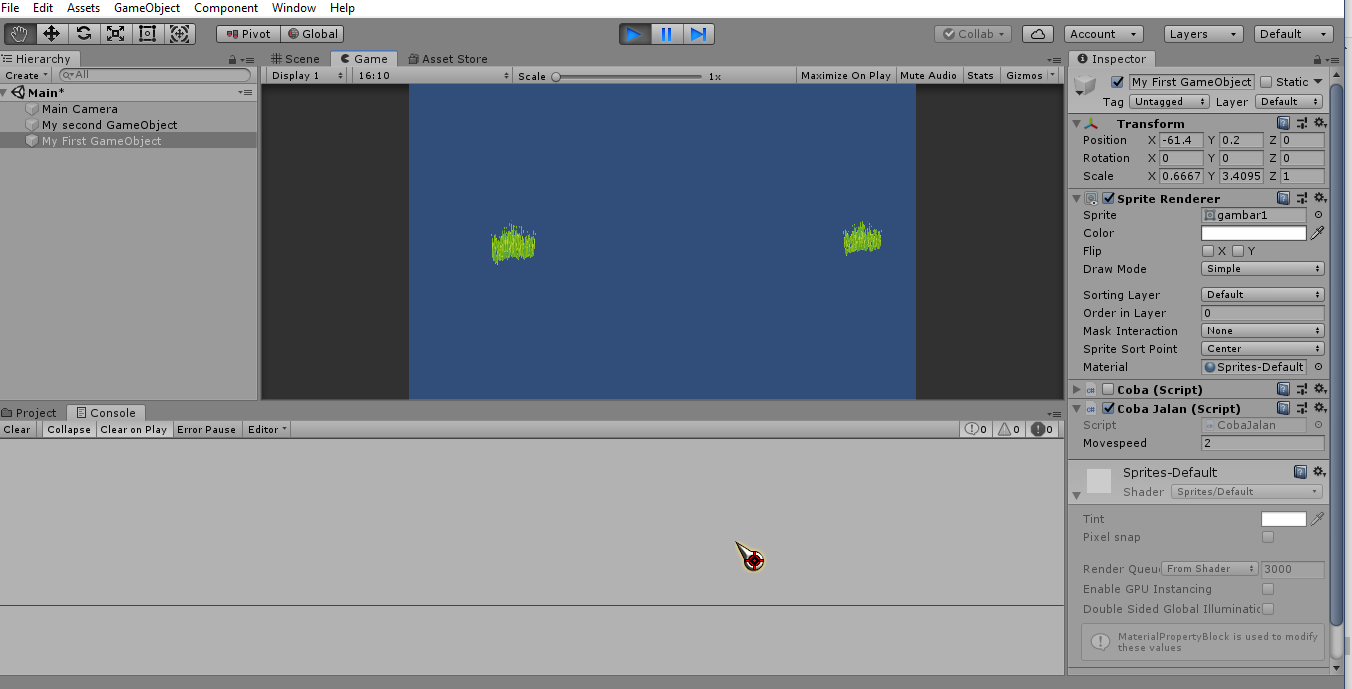 File Edit Assets GameObject Component Window Help
Pivot Global Collab Account Layers Default
Hierarchy Scene Game Asset Store Inspector
Create All Display 1 16:10 Scale 1x Maximize On Play Mute Audio Stats Gizmos
My First GameObject Static
Main*
Tag Untagged Layer Default
Main Camera
My second GameObject
My First GameObject
Transform
Position X -61.4 Y 0.2 Z 0
Rotation X 0 Y 0 Z 0
Scale X 0.6667 Y 3.4095 Z 1
Sprite Renderer
Sprite gambar1
Color
Flip X Y
Draw Mode Simple
Sorting Layer Default
Order in Layer 0
Mask Interaction None
Sprite Sort Point Center
Material Sprites-Default
Coba (Script)
Coba Jalan (Script)
Script CobaJalan
Movespeed 2
Project Console
Clear Collapse Clear on Play Error Pause Editor 0 0 0
Sprites-Default
Shader Sprites/Default
Tint
Pixel snap
Render Queu From Shader 3000
Enable GPU Instancing
Double Sided Global Illuminatio
MaterialPropertyBlock is used to modify
these values